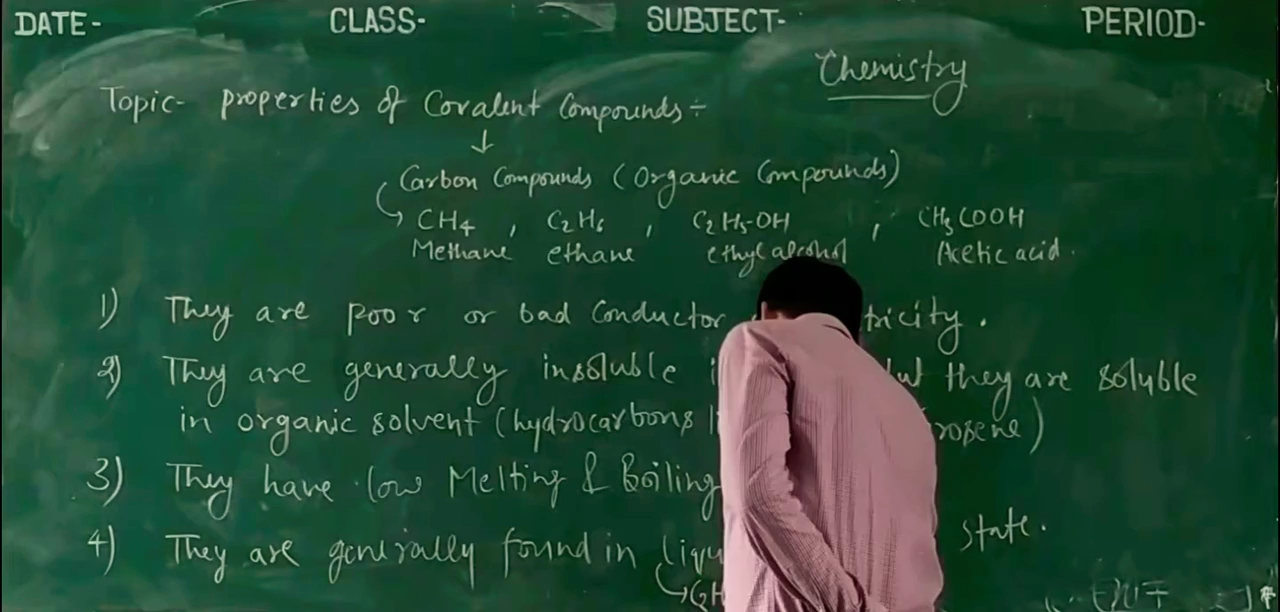 DATE- CLASS- SUBJECT- PERIOD-
Chemistry
Topic- properties of Covalent Compounds÷
↓
Carbon Compounds (Organic Compounds)
→ CH4 , C2H6 , C2H5-OH , CH3COOH
Methane ethane ethyl alcohol Acetic acid.
1) They are poor or bad Conductor tricity.
2) They are generally insoluble they are soluble
in organic solvent (hydrocarbons
3) They have low Melting & Boiling
4) They are generally found in state.